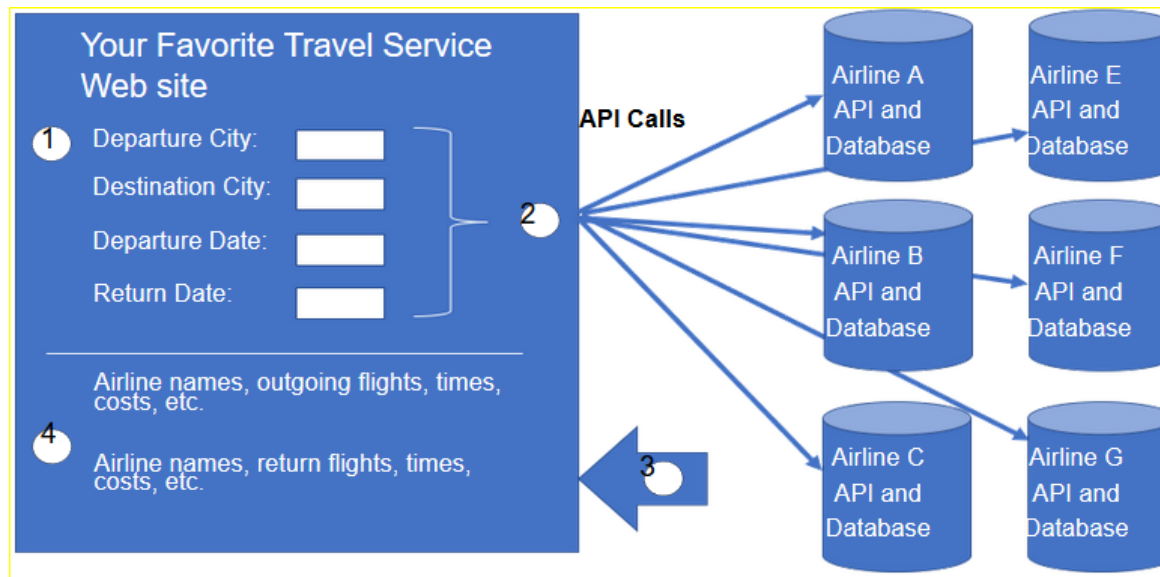 Your Favorite Travel Service
Web site
1
Departure City:
Destination City:
Departure Date:
Return Date:
2
API Calls
4
Airline names, outgoing flights, times,
costs, etc.
Airline names, return flights, times,
costs, etc.
3
Airline A
API and
Database
Airline E
API and
Database
Airline B
API and
Database
Airline F
API and
Database
Airline C
API and
Database
Airline G
API and
Database